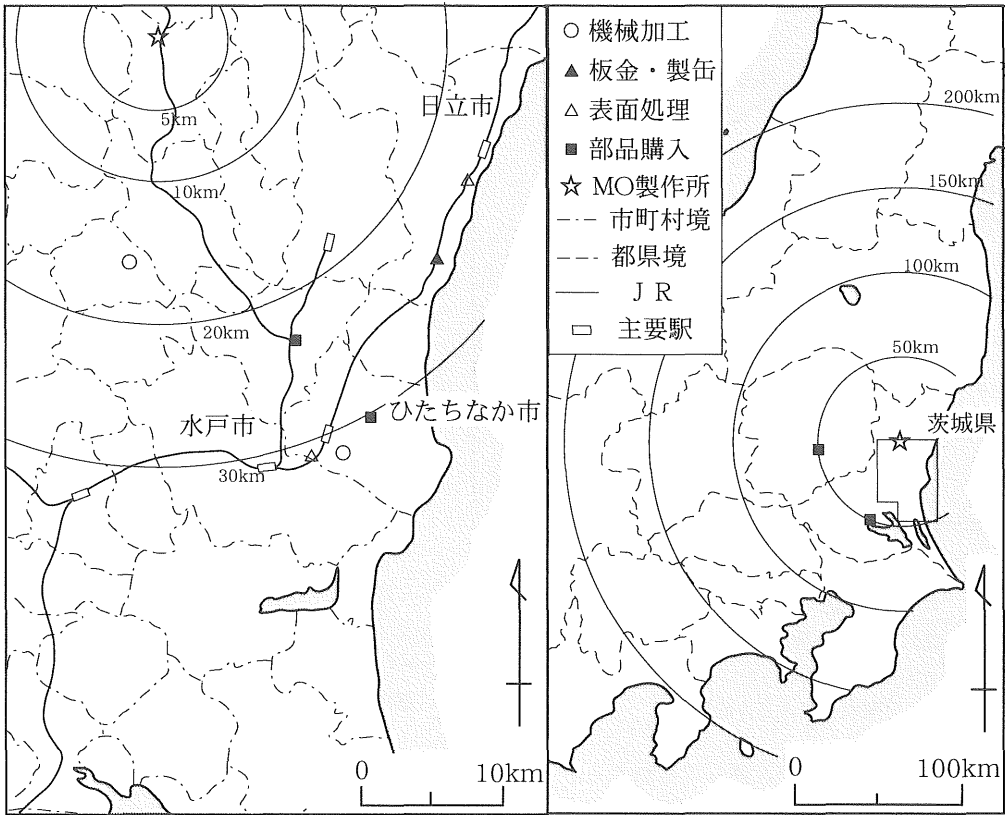 日立市
5km
10km
20km
ひたちなか市
水戸市
30km
0 10km
機械加工
板金・製缶
表面処理
部品購入
MO製作所
市町村境
都県境
JR
主要駅
200km
150km
100km
50km
茨城県
0 100km